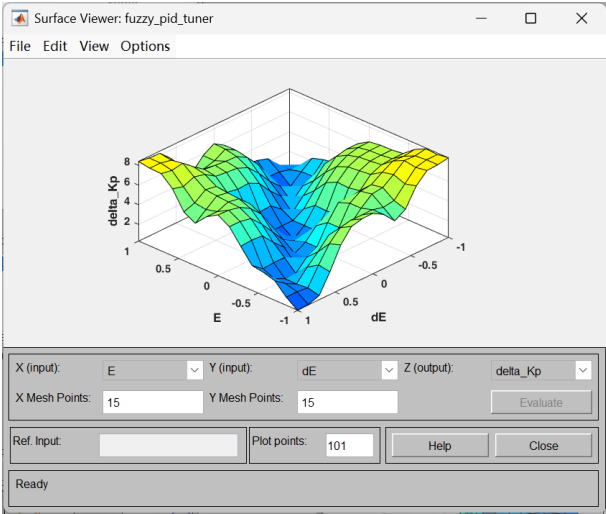 Surface Viewer: fuzzy_pid_tuner
File Edit View Options
delta_Kp
8
6
4
2
1
0.5
0
-0.5
-1
E
1
0.5
0
-0.5
-1
dE
X (input): E Y (input): dE Z (output): delta_Kp
X Mesh Points: 15 Y Mesh Points: 15 Evaluate
Ref. Input: Plot points: 101 Help Close
Ready